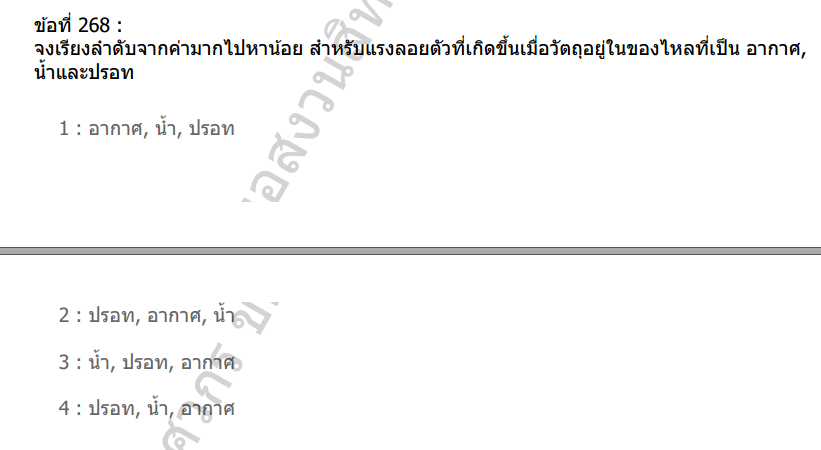 ข้อที่ 268 :
จงเรียงลำดับจากค่ามากไปหาน้อย สำหรับแรงลอยตัวที่เกิดขึ้นเมื่อวัตถุอยู่ในของไหลที่เป็น อากาศ,
น้ำและปรอท
1 : อากาศ, น้ำ, ปรอท
2 : ปรอท, อากาศ, น้ำ
3 : น้ำ, ปรอท, อากาศ
4 : ปรอท, น้ำ, อากาศ